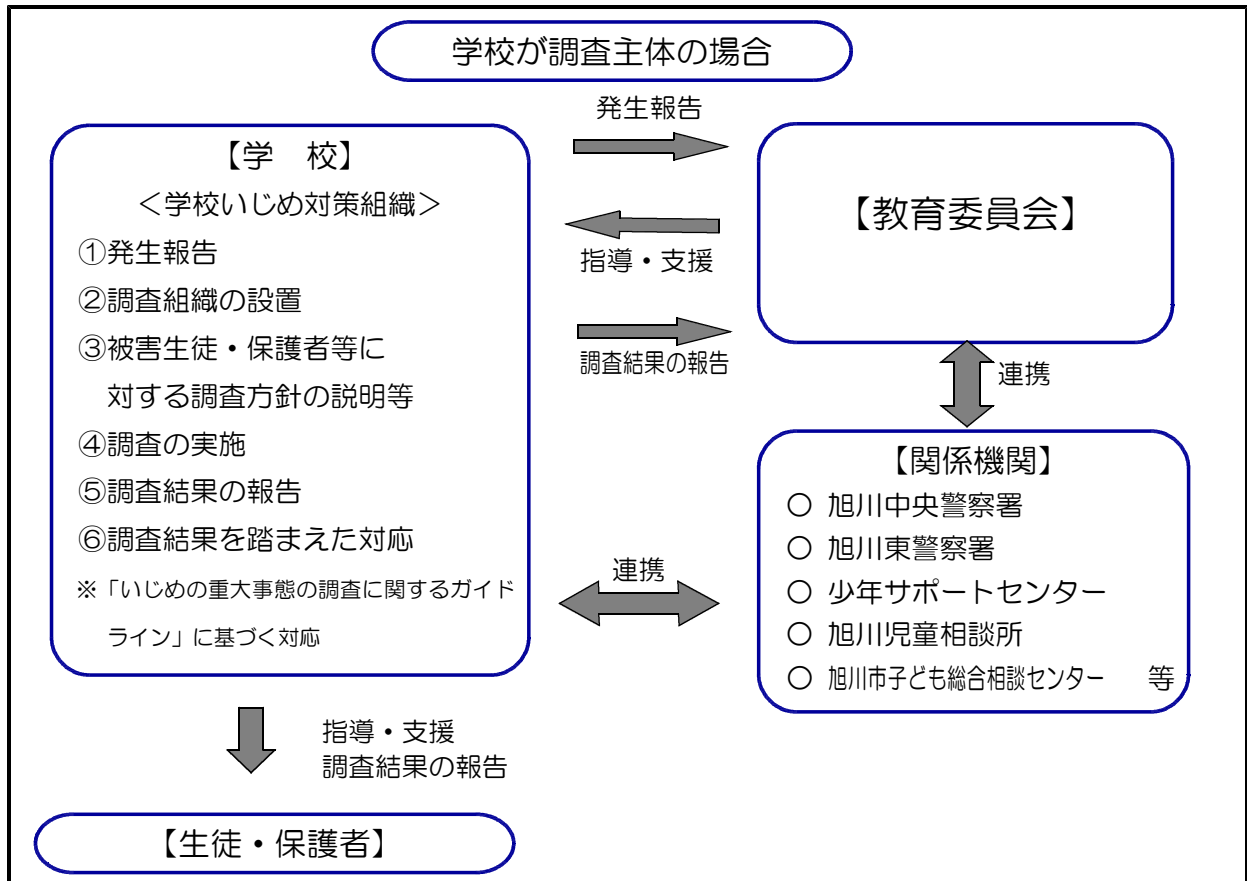 学校が調査主体の場合
発生報告
【学　校】
＜学校いじめ対策組織＞
①発生報告
②調査組織の設置
③被害生徒・保護者等に
対する調査方針の説明等
④調査の実施
⑤調査結果の報告
⑥調査結果を踏まえた対応
※「いじめの重大事態の調査に関するガイド
ライン」に基づく対応
【教育委員会】
指導・支援
調査結果の報告
連携
【関係機関】
○ 旭川中央警察署
○ 旭川東警察署
○ 少年サポートセンター
○ 旭川児童相談所
○ 旭川市子ども総合相談センター　等
連携
指導・支援
調査結果の報告
【生徒・保護者】